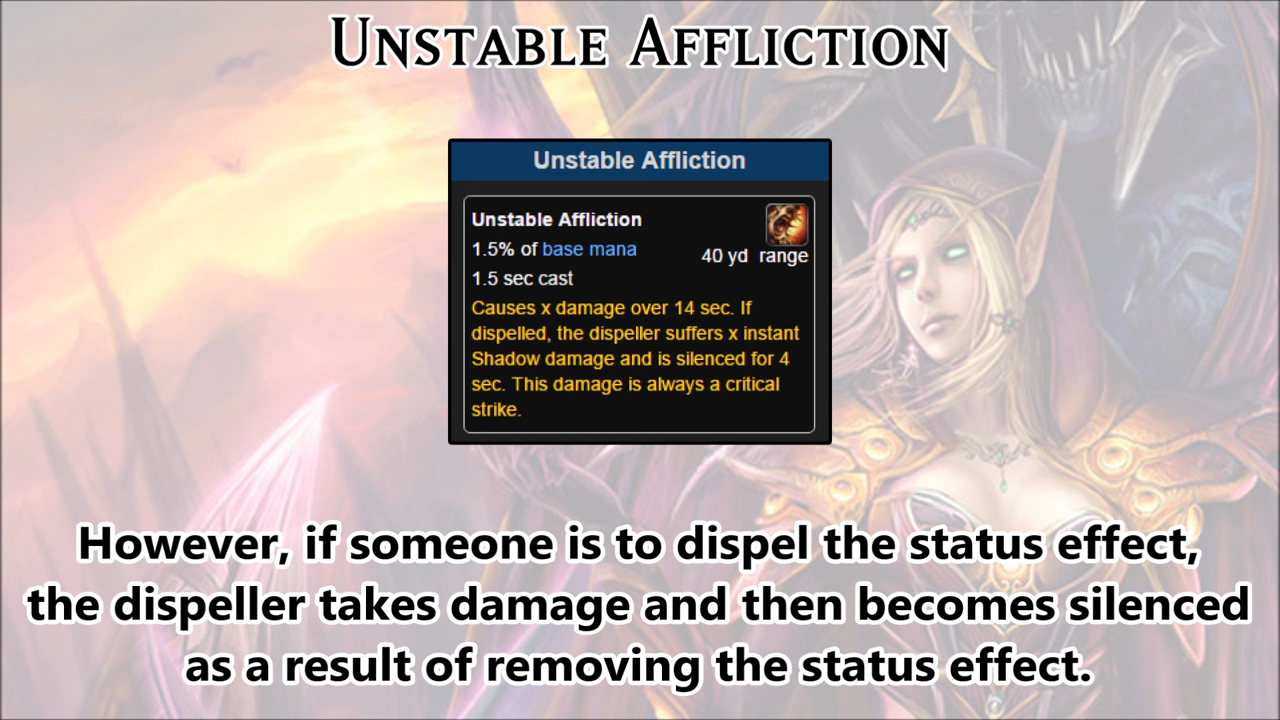 Unstable Affliction
Unstable Affliction
Unstable Affliction
1.5% of base mana
40 yd range
1.5 sec cast
Causes x damage over 14 sec. If
dispelled, the dispeller suffers x instant
Shadow damage and is silenced for 4
sec. This damage is always a critical
strike.
However, if someone is to dispel the status effect,
the dispeller takes damage and then becomes silenced
as a result of removing the status effect.